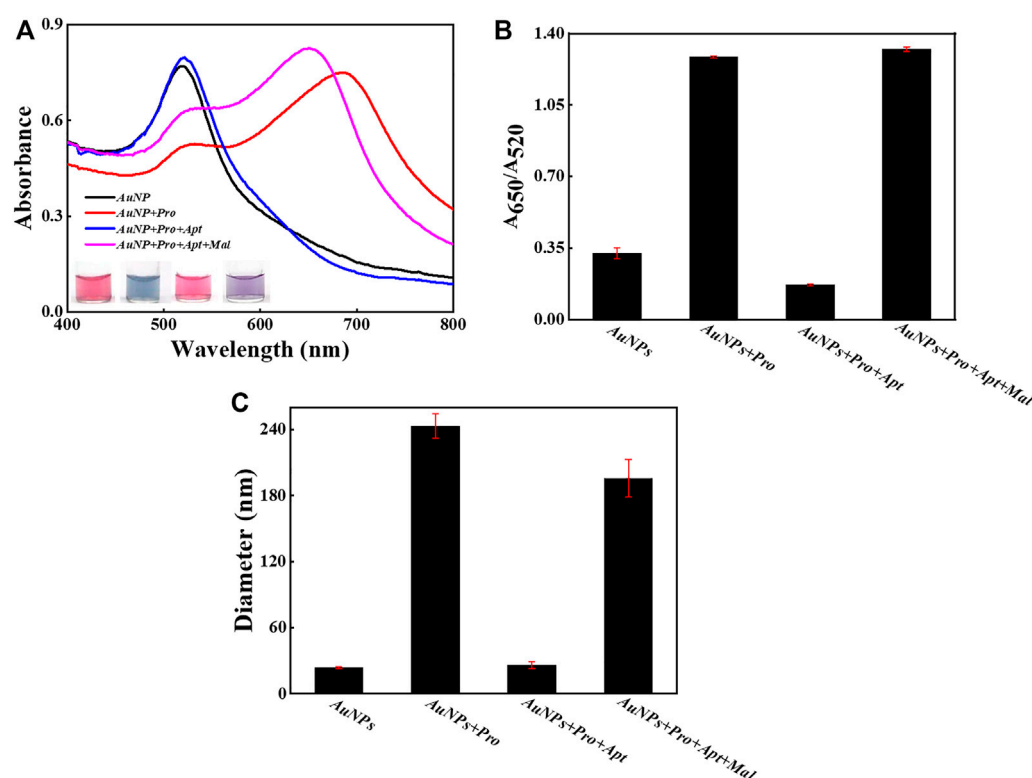 A
0.9
0.6
0.3
0.0
Absorbance
AuNP
AuNP+Pro
AuNP+Pro+Apt
AuNP+Pro+Apt+Mal
400 500 600 700 800
Wavelength (nm)
B
1.40
1.05
0.70
0.35
0.00
A650/A520
AuNPs
AuNPs+Pro
AuNPs+Pro+Apt
AuNPs+Pro+Apt+Mal
C
240
180
120
60
0
Diameter (nm)
AuNPs
AuNPs+Pro
AuNPs+Pro+Apt
AuNPs+Pro+Apt+Mal